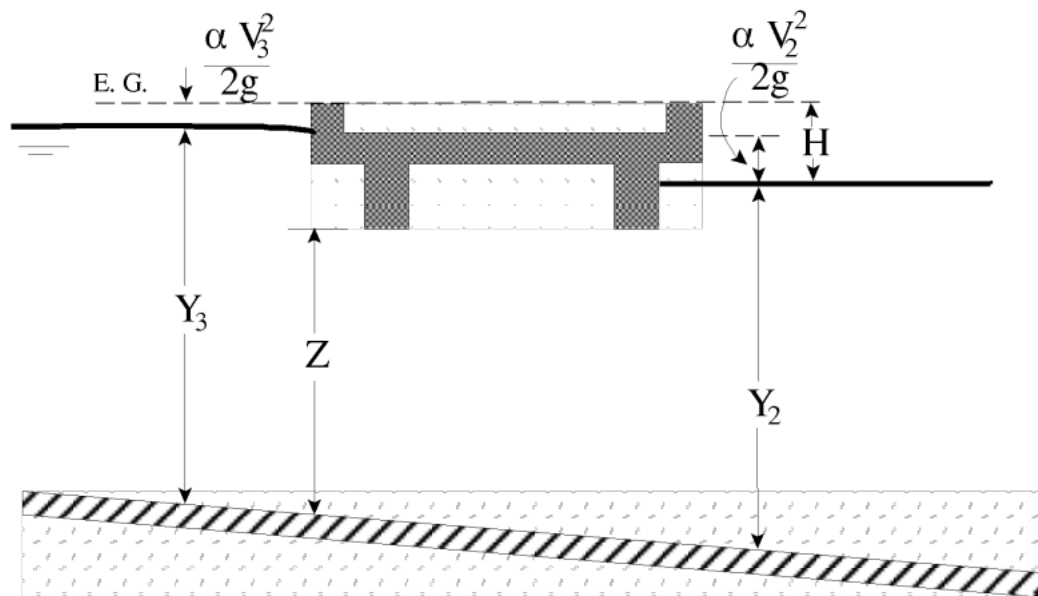 α V₃²
2g
E. G.
α V₂²
2g
H
Y₃
Z
Y₂